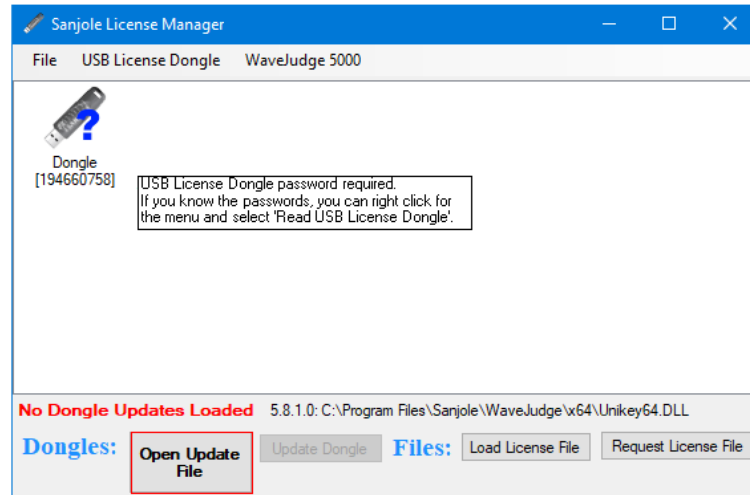 Sanjole License Manager
File USB License Dongle WaveJudge 5000
?
Dongle
[194660758]
USB License Dongle password required.
If you know the passwords, you can right click for
the menu and select 'Read USB License Dongle'.
No Dongle Updates Loaded 5.8.1.0: C:\Program Files\Sanjole\WaveJudge\x64\Unikey64.DLL
Dongles: Open Update File Update Dongle Files: Load License File Request License File